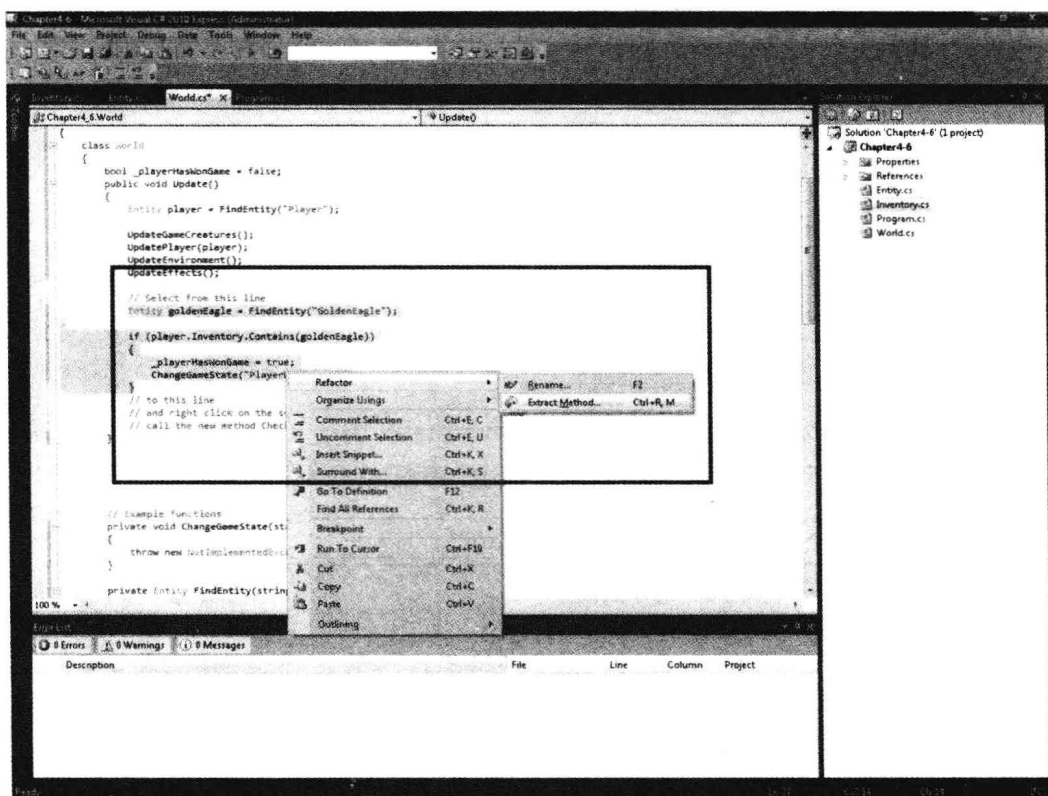 Chapter4-6 - Microsoft Visual C# 2010 Express (Administrator)
File Edit View Project Debug Data Tools Window Help
Entity.cs World.cs* X Program.cs
Solution Explorer
Chapter4_6.World Update()
{
class World
{
bool _playerHasWonGame = false;
public void Update()
{
Entity player = FindEntity("Player");
UpdateGameCreatures();
UpdatePlayer(player);
UpdateEnvironment();
UpdateEffects();
// Select from this line
Entity goldenEagle = FindEntity("GoldenEagle");
if (player.Inventory.Contains(goldenEagle))
{
_playerHasWonGame = true;
ChangeGameState("Player
}
// to this line
// and right click on the s
// call the new method Chec
}
// Example functions
private void ChangeGameState(st
{
throw new NotImplementedExc
}
private Entity FindEntity(string
100 %
Refactor
Organize Usings
Comment Selection Ctrl+E, C
Uncomment Selection Ctrl+E, U
Insert Snippet... Ctrl+K, X
Surround With... Ctrl+K, S
Go To Definition F12
Find All References Ctrl+K, R
Breakpoint
Run To Cursor Ctrl+F10
Cut Ctrl+X
Copy Ctrl+C
Paste Ctrl+V
Outlining
Rename... F2
Extract Method... Ctrl+R, M
Solution 'Chapter4-6' (1 project)
Chapter4-6
Properties
References
Entity.cs
Inventory.cs
Program.cs
World.cs
Error List
0 Errors 0 Warnings 0 Messages
Description File Line Column Project
Ready